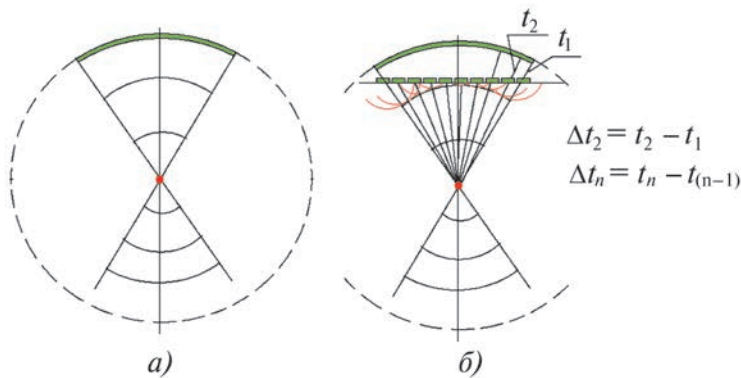 t₂
t₁
Δt₂ = t₂ – t₁
Δtₙ = tₙ – t₍ₙ₋₁₎
а)
б)